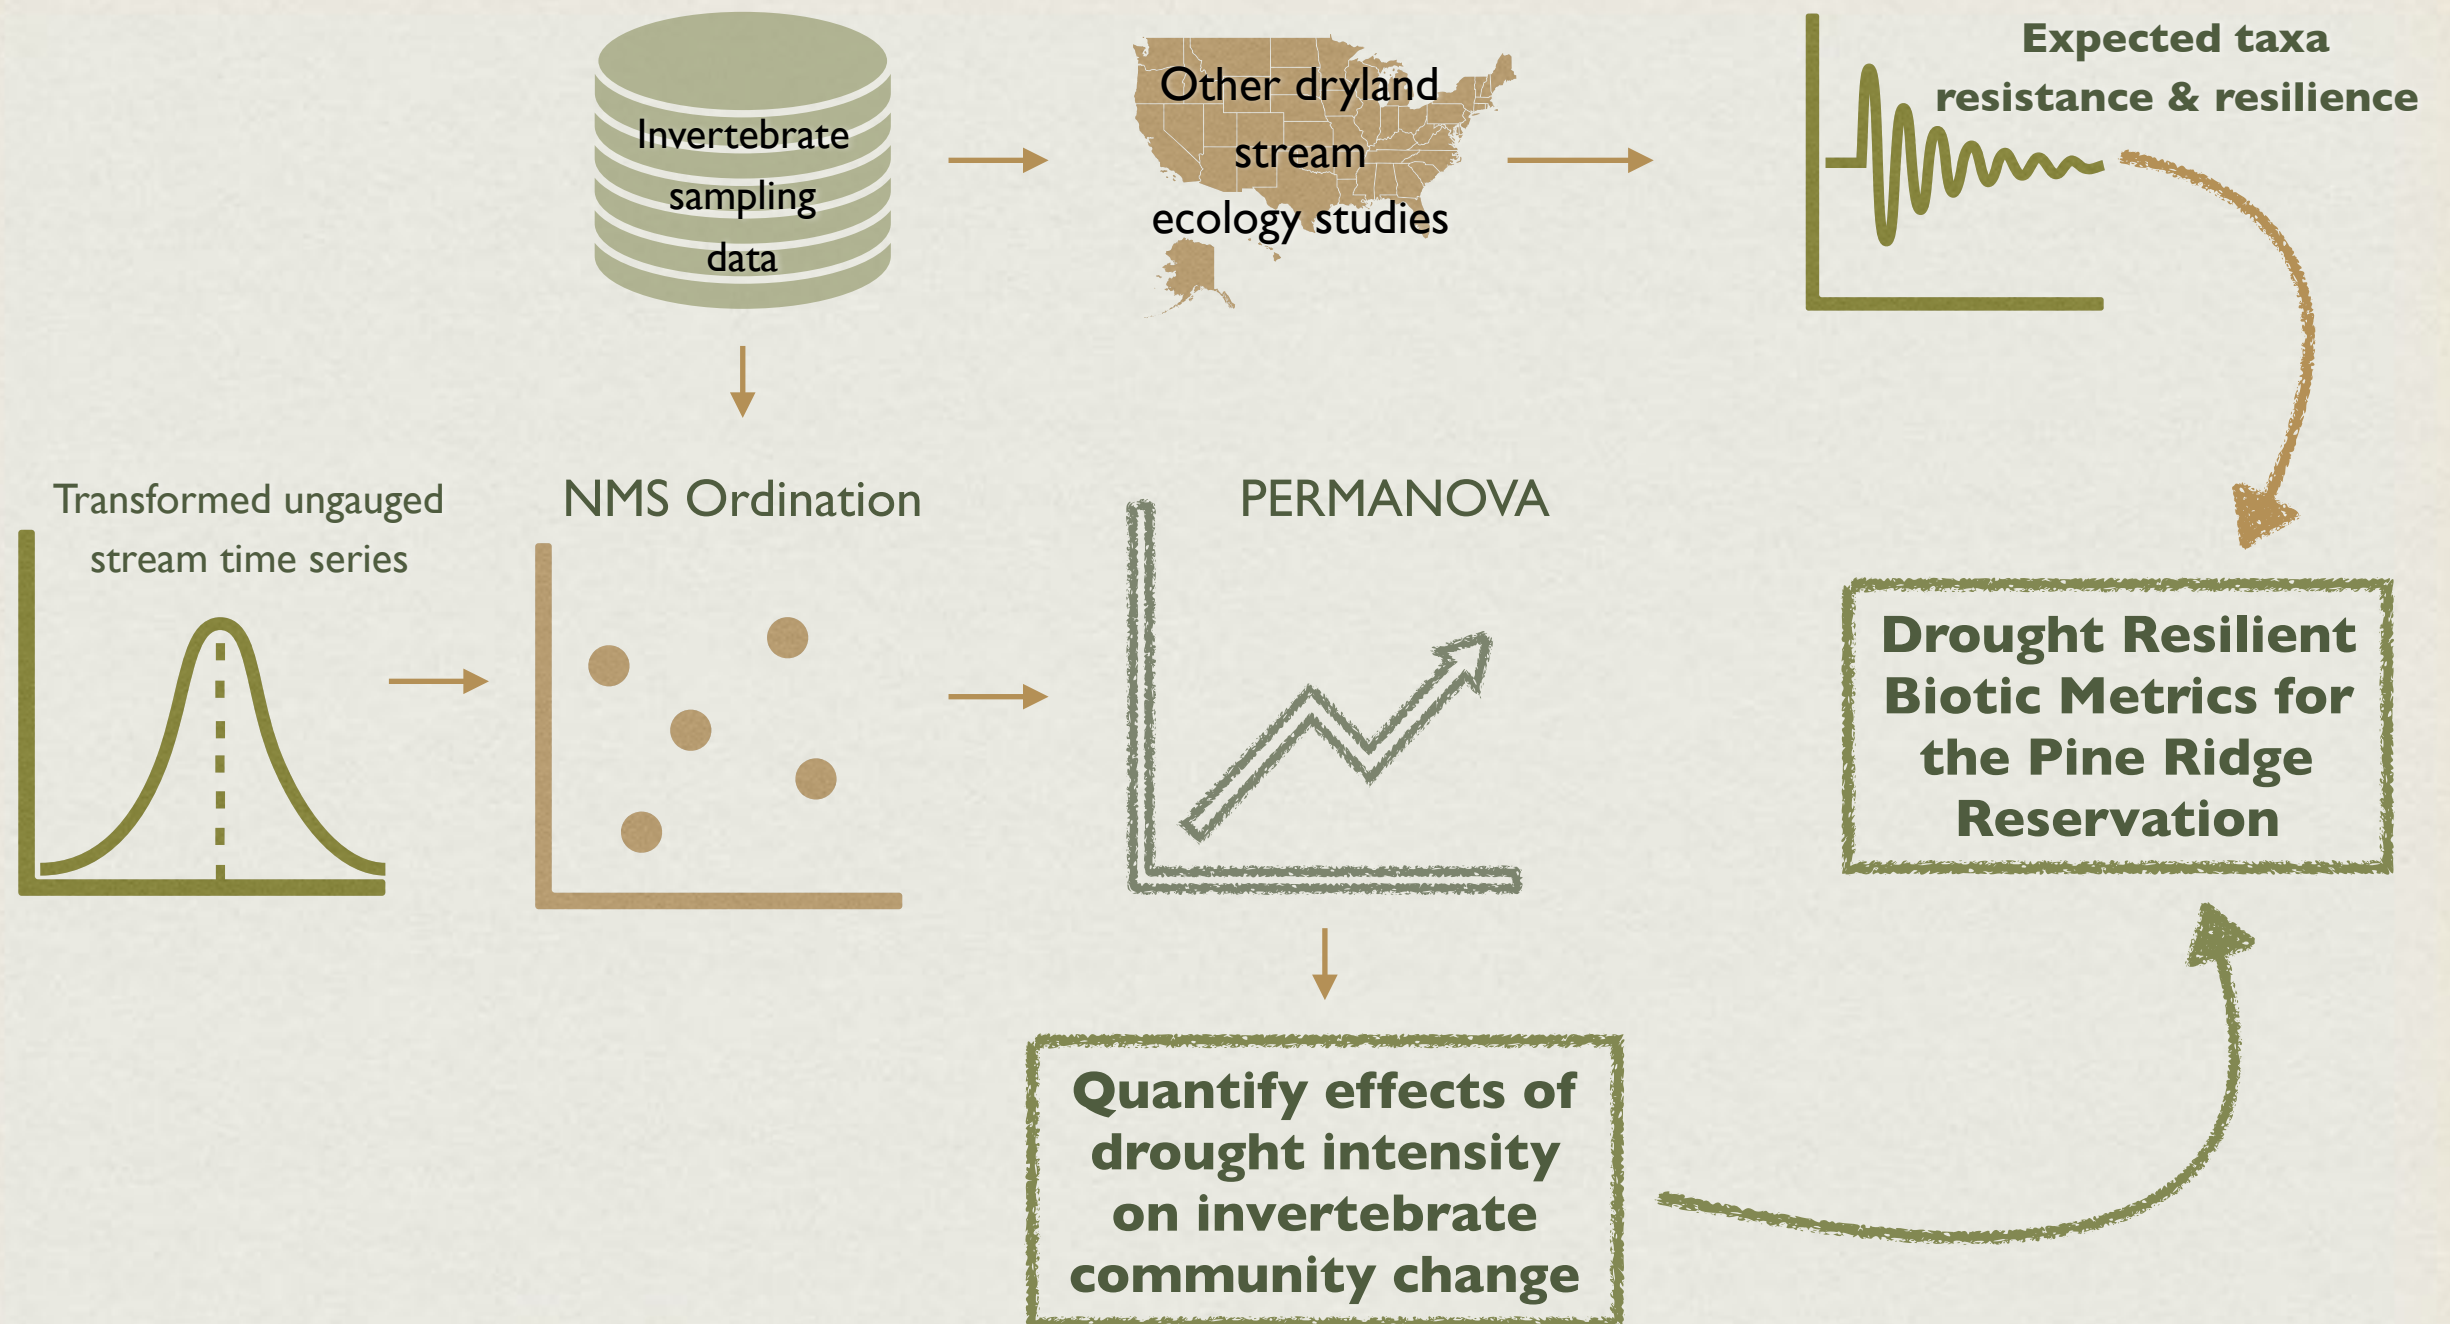 Invertebrate
sampling
data
Other dryland
stream
ecology studies
Expected taxa
resistance & resilience
Transformed ungauged
stream time series
NMS Ordination
PERMANOVA
Drought Resilient
Biotic Metrics for
the Pine Ridge
Reservation
Quantify effects of
drought intensity
on invertebrate
community change